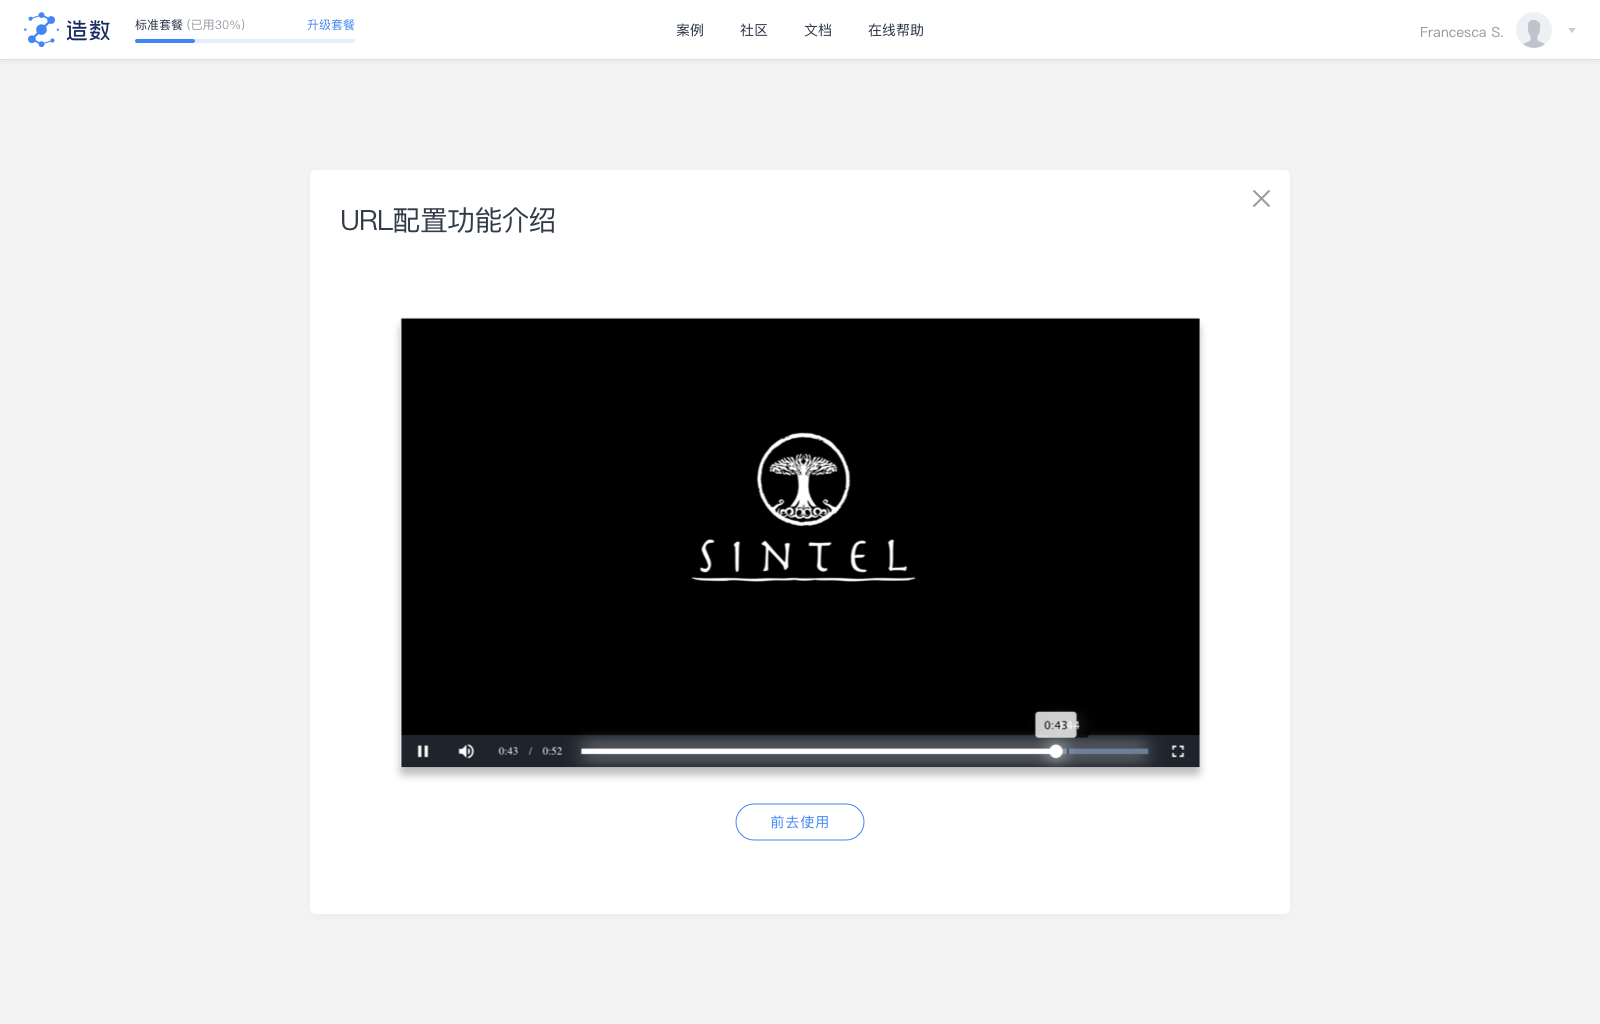 造数
标准套餐 (已用30%) 升级套餐
案例 社区 文档 在线帮助
Francesca S.
URL配置功能介绍
SINTEL
0:43
0:43 / 0:52
前去使用